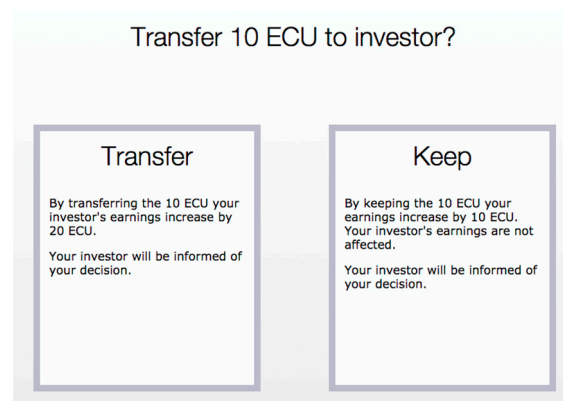 Transfer 10 ECU to investor?
Transfer
By transferring the 10 ECU your
investor's earnings increase by
20 ECU.
Your investor will be informed of
your decision.
Keep
By keeping the 10 ECU your
earnings increase by 10 ECU.
Your investor's earnings are not
affected.
Your investor will be informed of
your decision.